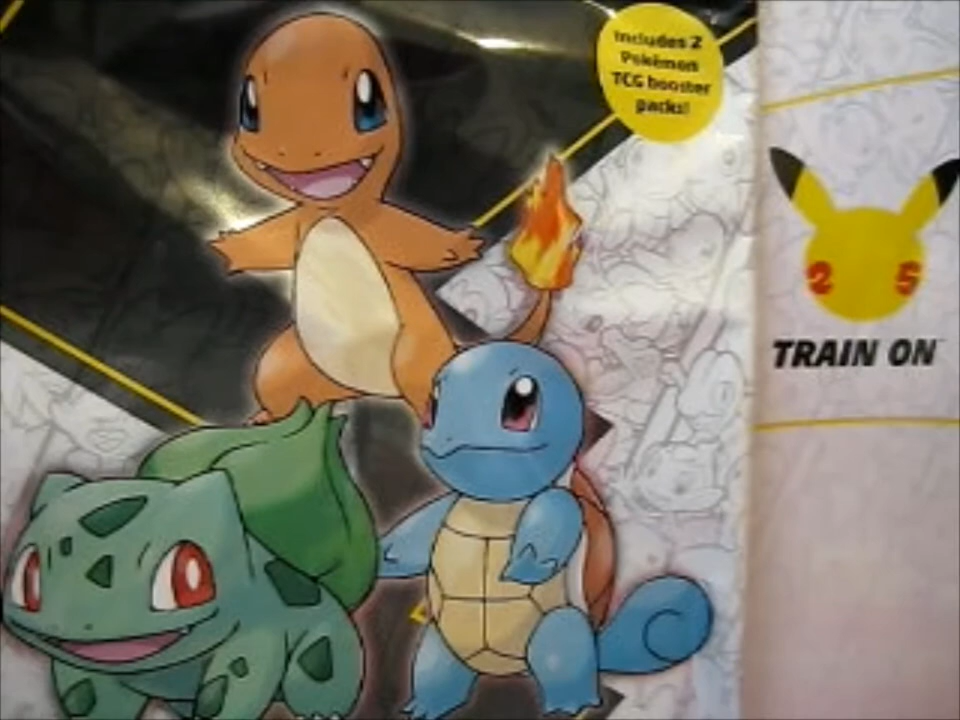 Includes 2
Pokémon
TCG booster
packs!
25
TRAIN ON